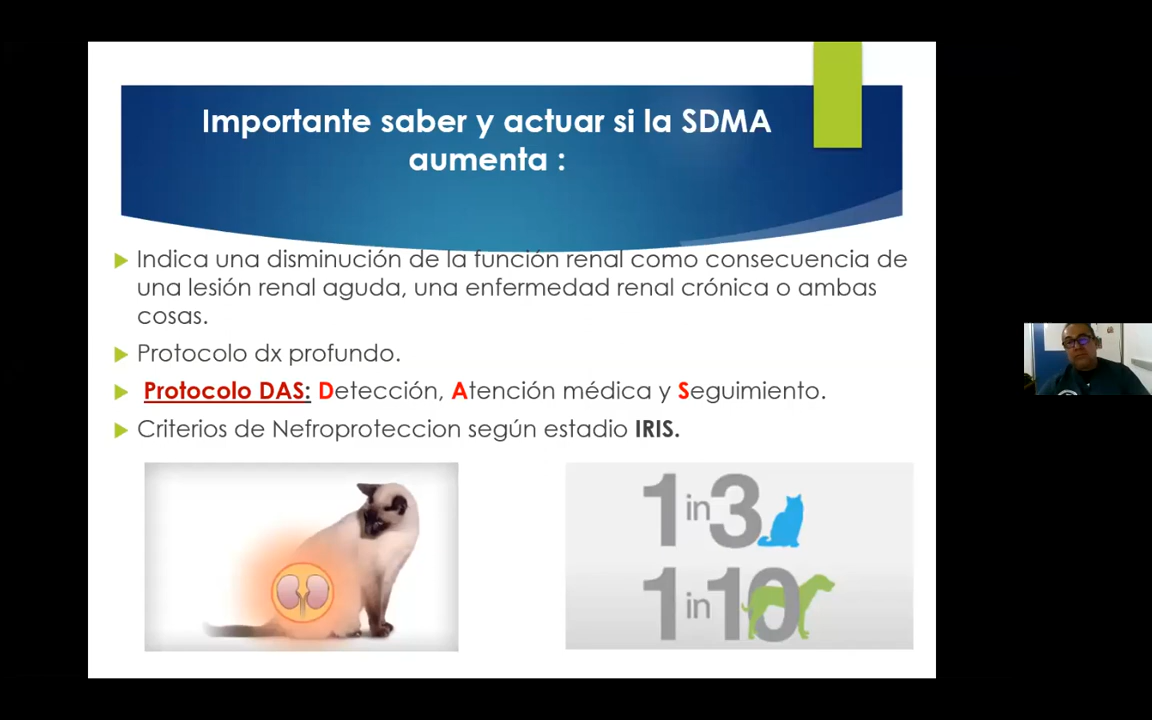 Importante saber y actuar si la SDMA
aumenta :
Indica una disminución de la función renal como consecuencia de
una lesión renal aguda, una enfermedad renal crónica o ambas
cosas.
Protocolo dx profundo.
Protocolo DAS: Detección, Atención médica y Seguimiento.
Criterios de Nefroproteccion según estadio IRIS.
1 in 3
1 in 10